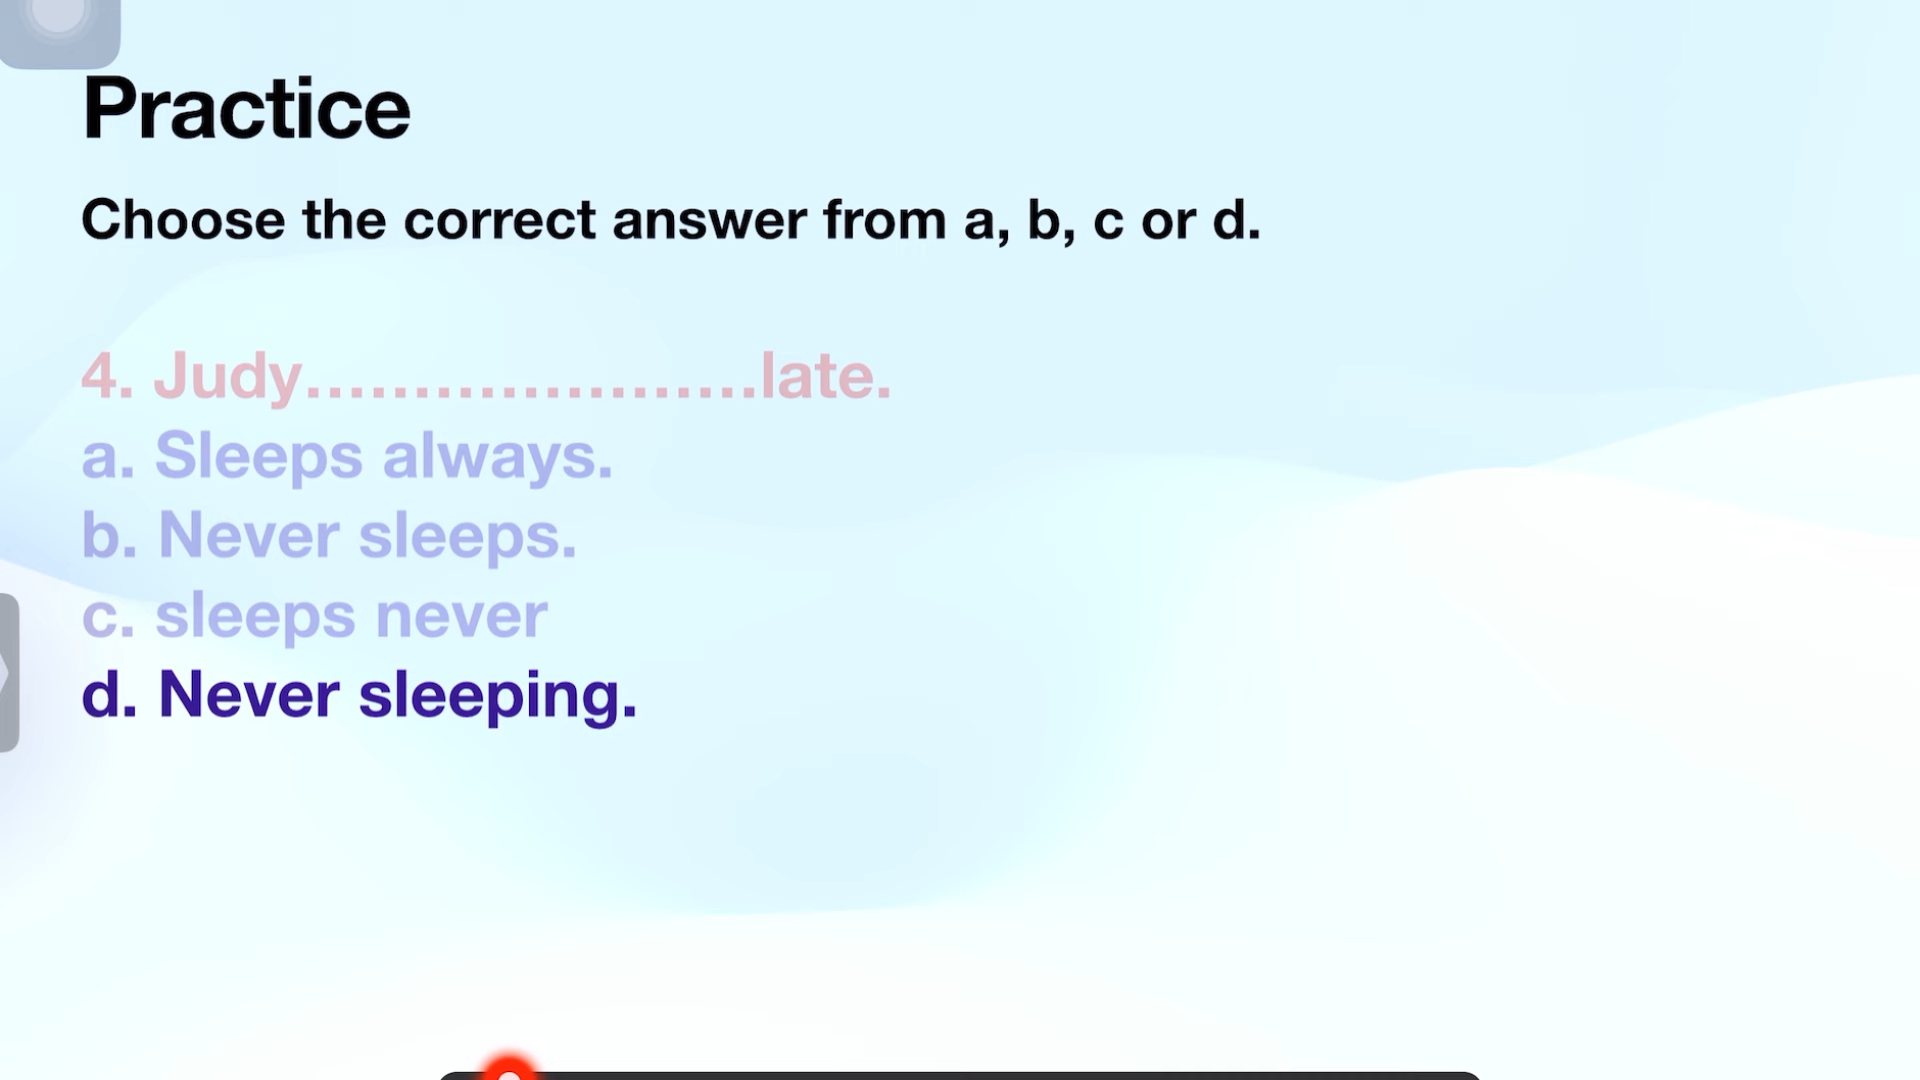 Practice
Choose the correct answer from a, b, c or d.
4. Judy.....................late.
a. Sleeps always.
b. Never sleeps.
c. sleeps never
d. Never sleeping.